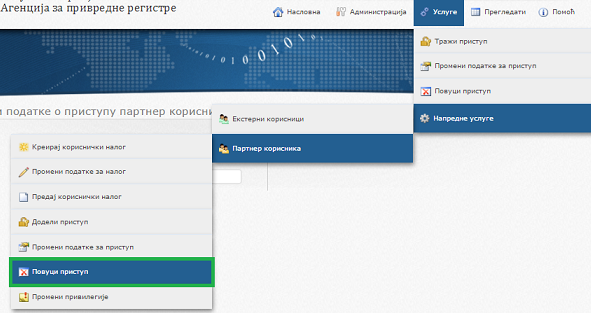 Агенција за привредне регистре
Насловна
Администрација
Услуге
Прегледати
Помоћ
Тражи приступ
Промени податке за приступ
Повуци приступ
Напредне услуге
и податке о приступу партнер корисни
Екстерни корисници
Партнер корисника
Креирај кориснички налог
Промени податке за налог
Предај кориснички налог
Додели приступ
Промени податке за приступ
Повуци приступ
Промени привилегије